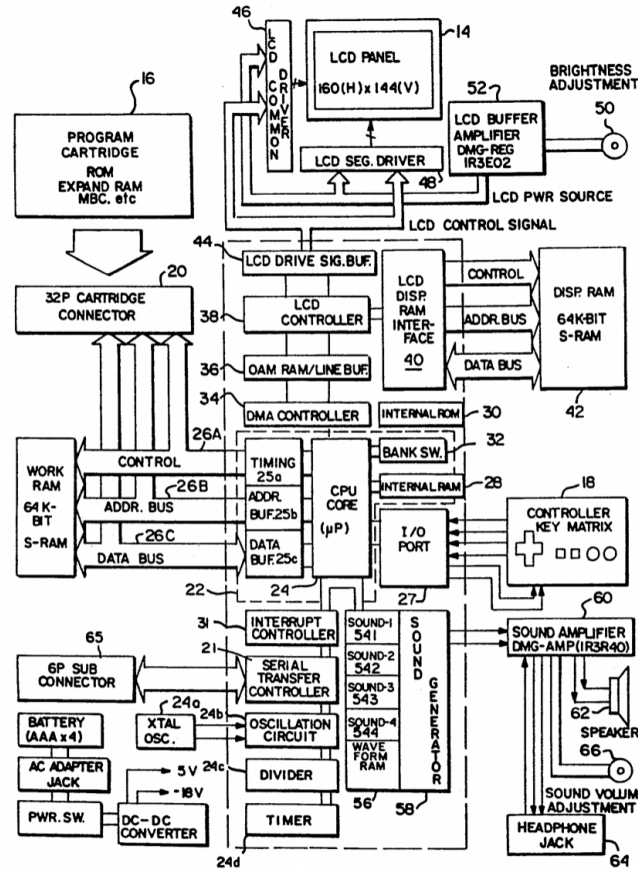 46
LCD COMMON
DRIVER
14
LCD PANEL
160(H)x144(V)
LCD SEG. DRIVER
48
52
LCD BUFFER
AMPLIFIER
DMG-REG
IR3E02
BRIGHTNESS
ADJUSTMENT
50
LCD PWR SOURCE
LCD CONTROL SIGNAL
16
PROGRAM
CARTRIDGE
ROM
EXPAND RAM
MBC. etc
20
32P CARTRIDGE
CONNECTOR
44
LCD DRIVE SIG.BUF.
38
LCD
CONTROLLER
36
OAM RAM/LINE BUF.
34
DMA CONTROLLER
LCD
DISP.
RAM
INTER-
FACE
40
CONTROL
ADDR.BUS
DATA BUS
DISP. RAM
64K-BIT
S-RAM
42
INTERNAL ROM
30
BANK SW.
32
INTERNAL RAM
28
WORK
RAM
64K-
BIT
S-RAM
26A
CONTROL
26B
ADDR. BUS
26C
DATA BUS
TIMING
25a
ADDR.
BUF.25b
DATA
BUF.25c
CPU
CORE
(μP)
22
24
I/O
PORT
27
18
CONTROLLER
KEY MATRIX
31
INTERRUPT
CONTROLLER
21
SERIAL
TRANSFER
CONTROLLER
65
6P SUB
CONNECTOR
24a
XTAL
OSC.
24b
OSCILLATION
CIRCUIT
24c
DIVIDER
TIMER
24d
SOUND-1
541
SOUND-2
542
SOUND-3
543
SOUND-4
544
WAVE
FORM RAM
56
SOUND
GENERATOR
58
60
SOUND AMPLIFIER
DMG-AMP(IR3R40)
62
SPEAKER
66
SOUND VOLUM
ADJUSTMENT
HEADPHONE
JACK
64
BATTERY
(AAA x 4)
AC ADAPTER
JACK
PWR. SW.
5V
-18V
DC-DC
CONVERTER